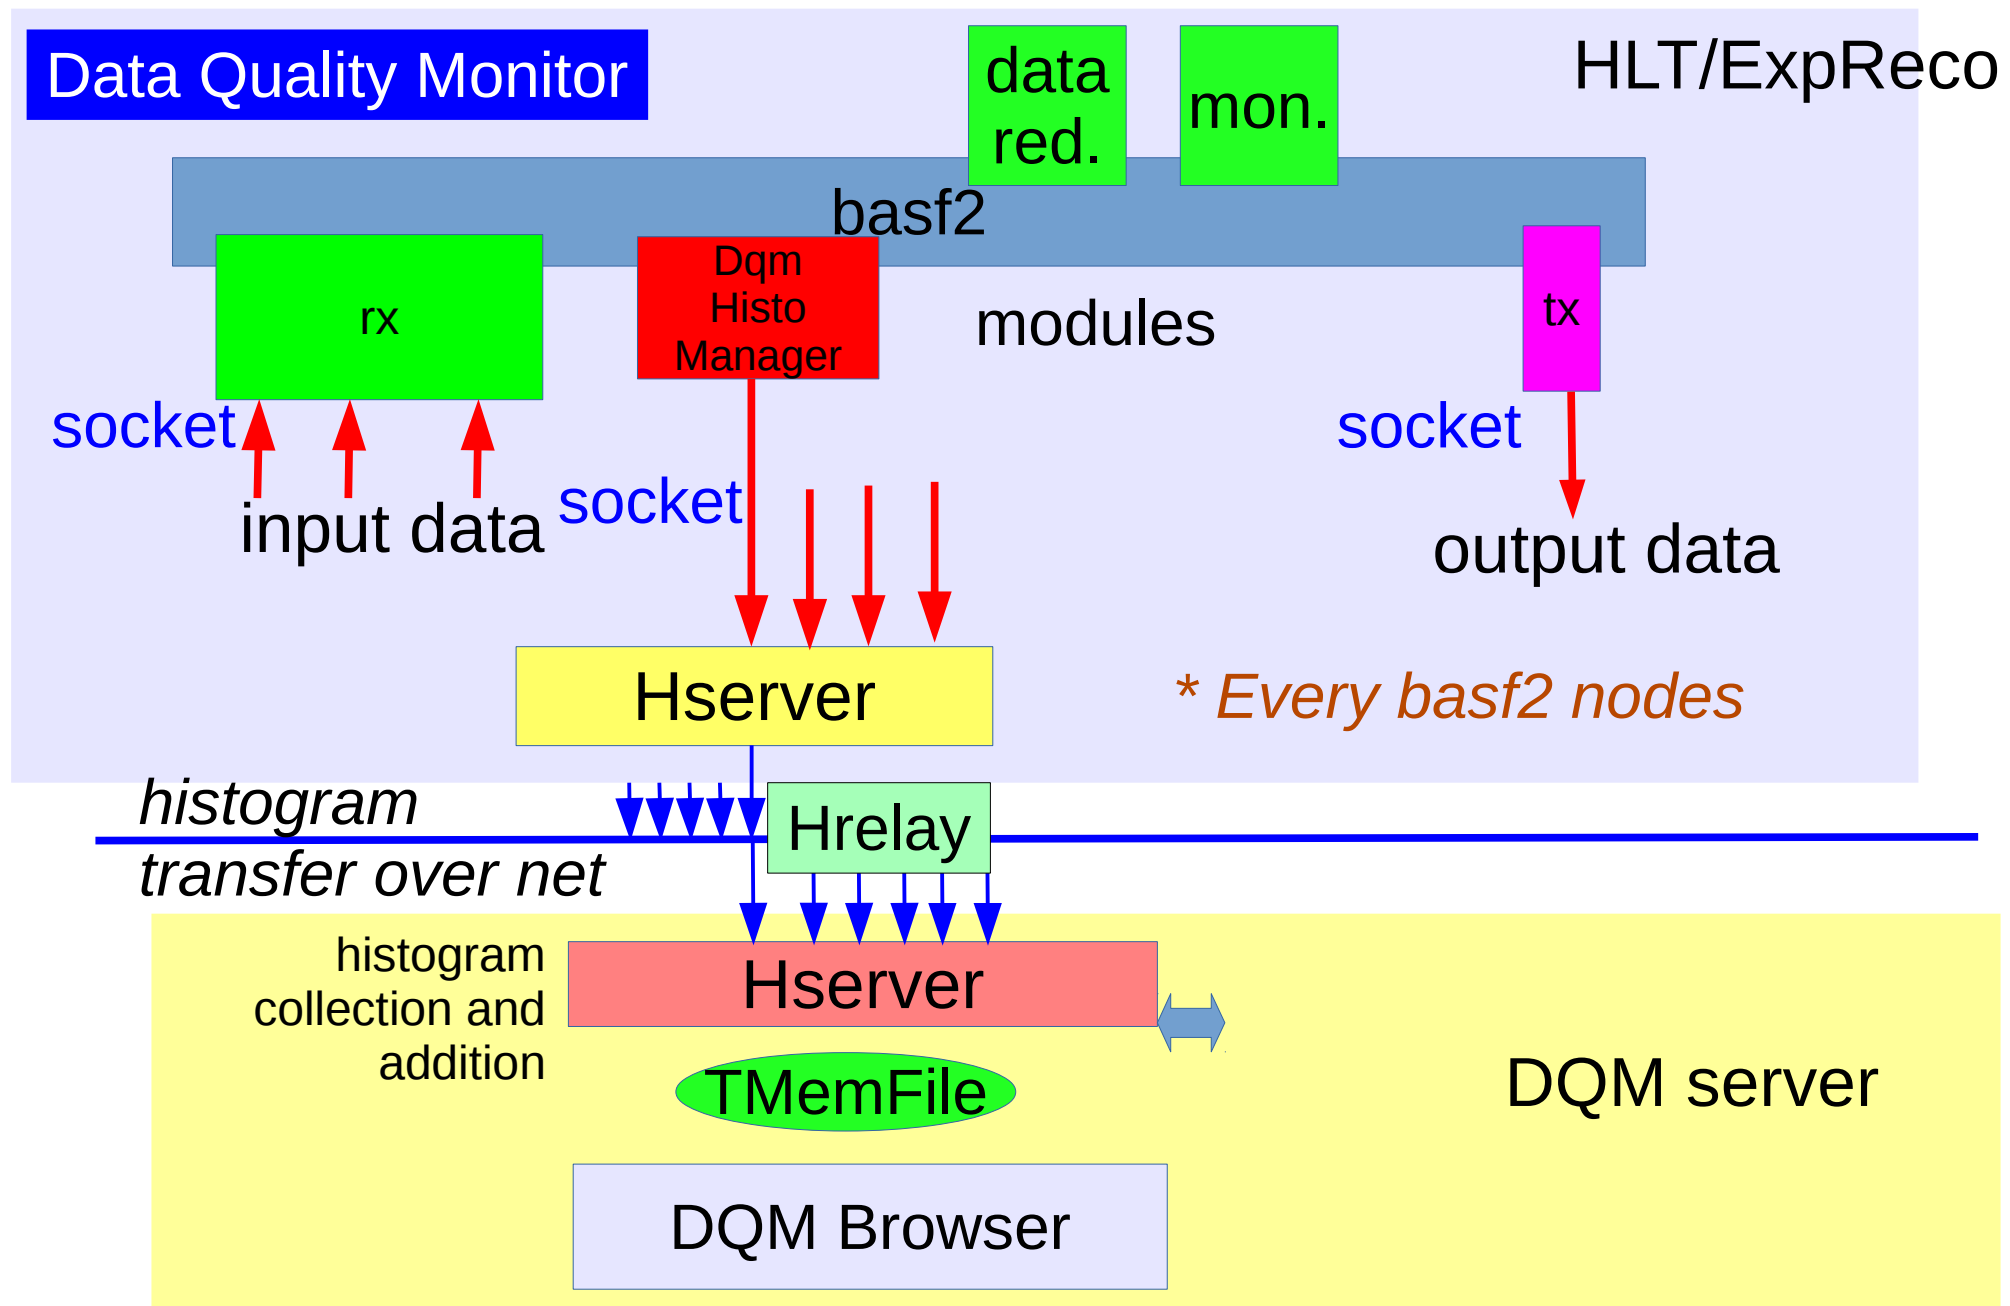 Data Quality Monitor
data
red.
mon.
HLT/ExpReco
basf2
rx
Dqm
Histo
Manager
modules
tx
socket
socket
input data
socket
output data
Hserver
* Every basf2 nodes
histogram
Hrelay
transfer over net
histogram
collection and
addition
Hserver
TMemFile
DQM server
DQM Browser